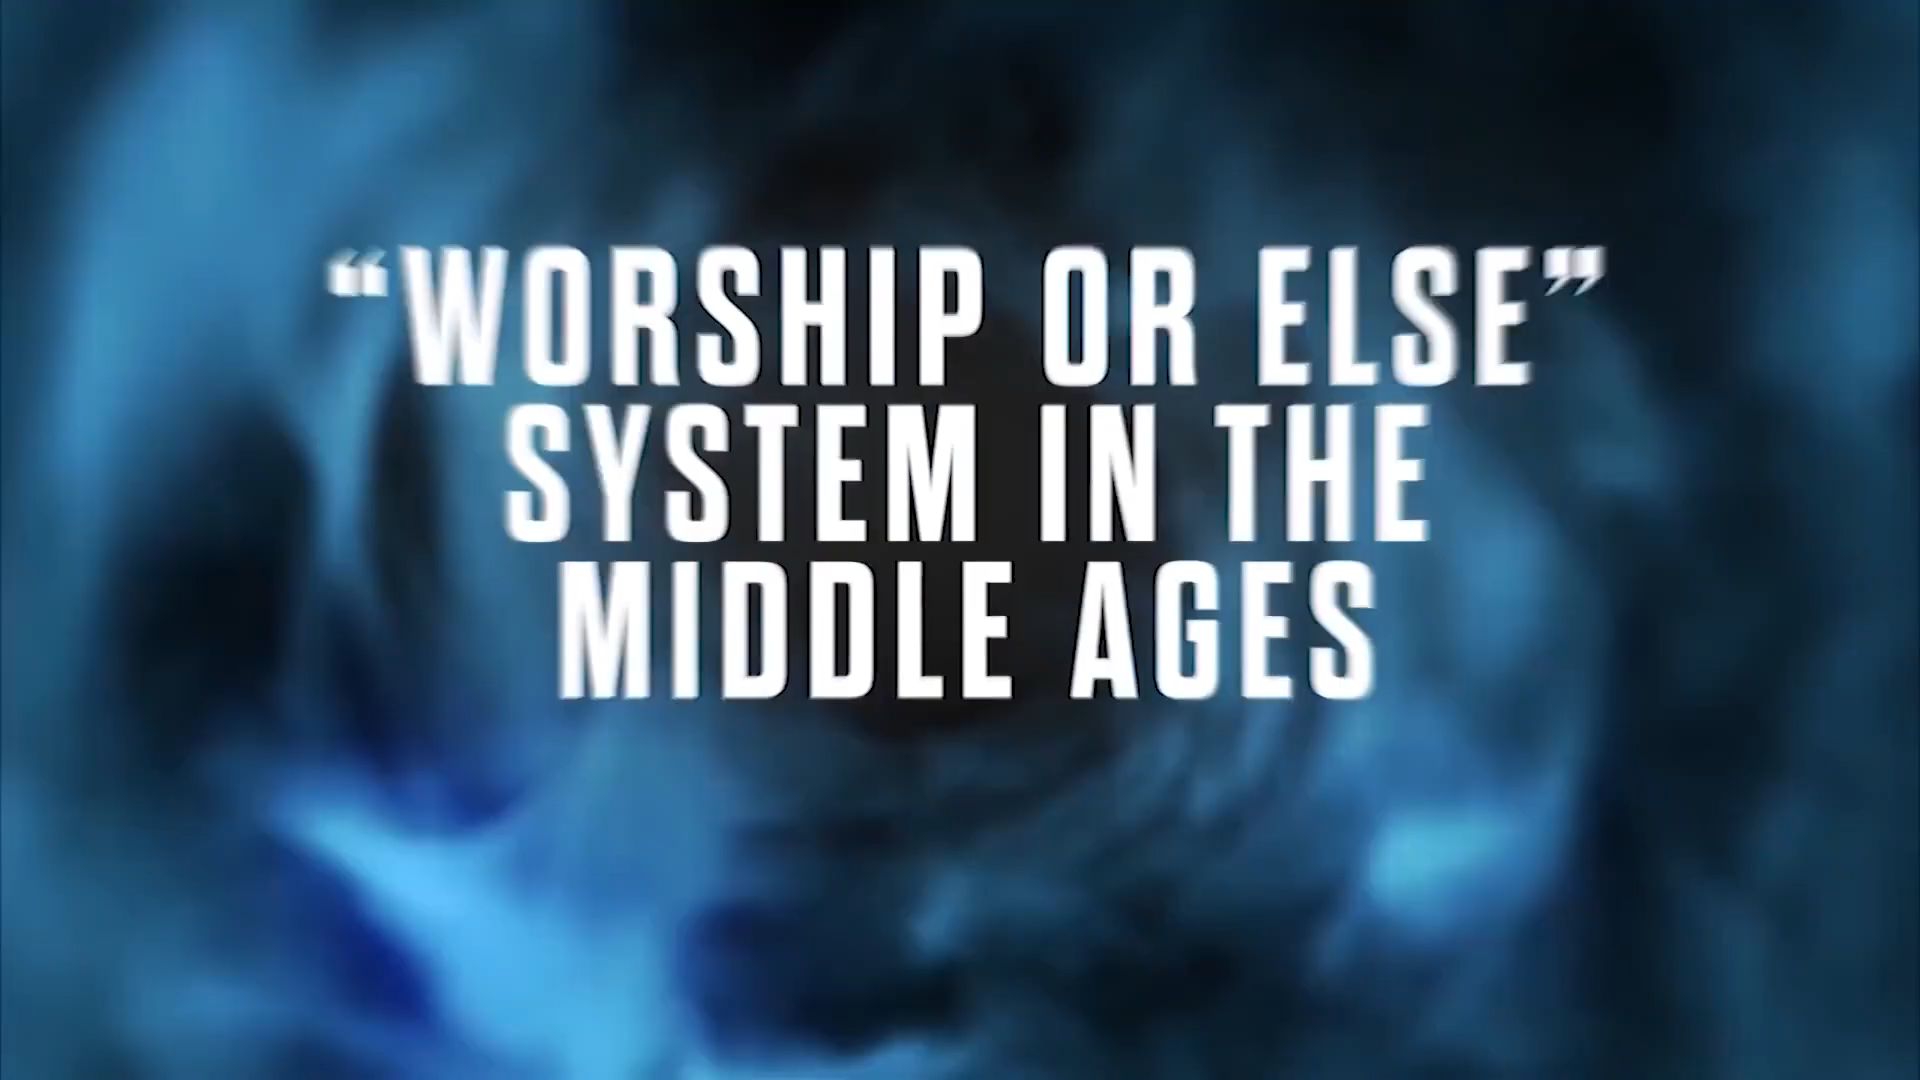 “WORSHIP OR ELSE”
SYSTEM IN THE
MIDDLE AGES